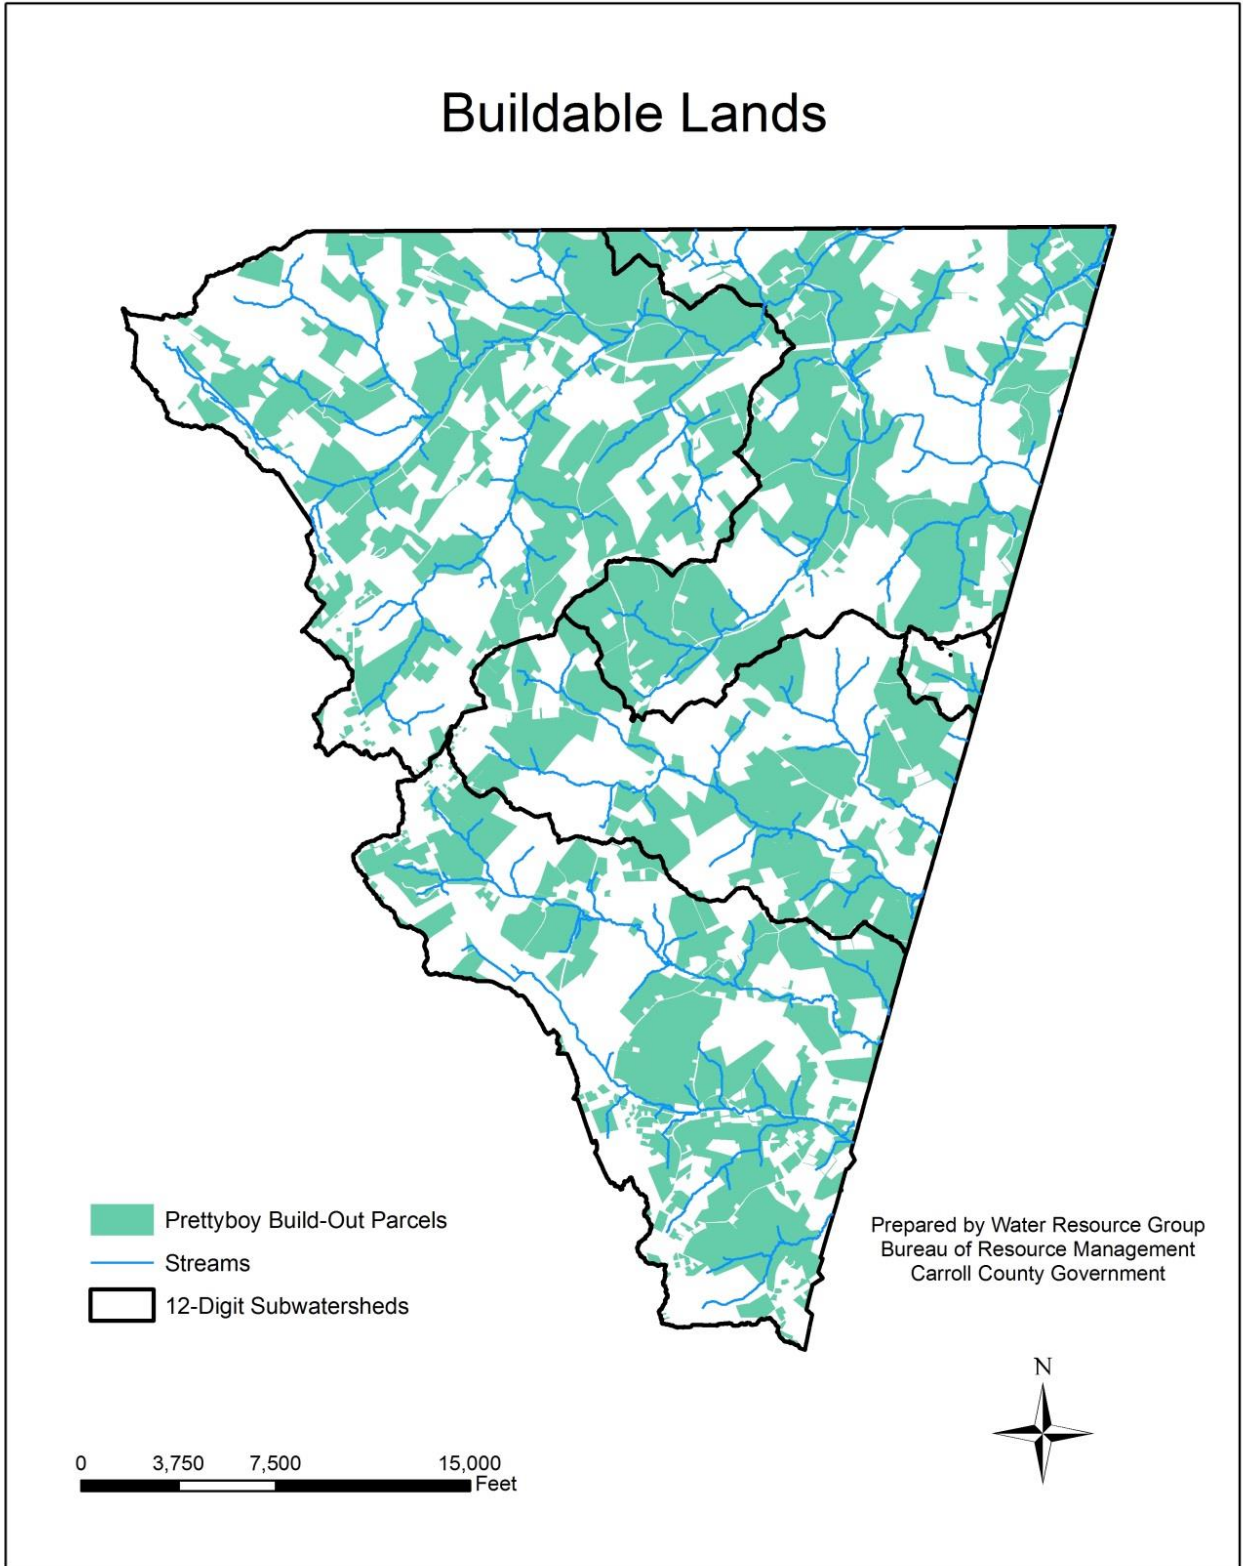 Buildable Lands
Prettyboy Build-Out Parcels
Streams
12-Digit Subwatersheds
Prepared by Water Resource Group
Bureau of Resource Management
Carroll County Government
N
0 3,750 7,500 15,000
Feet